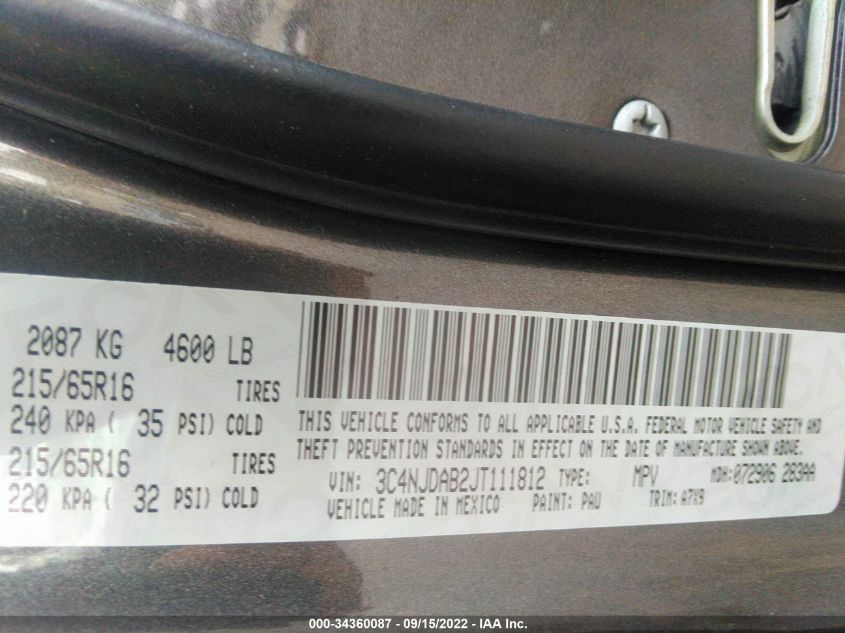 2087 KG 4600 LB
215/65R16 TIRES
240 KPA ( 35 PSI) COLD
215/65R16 TIRES
220 KPA ( 32 PSI) COLD
THIS VEHICLE CONFORMS TO ALL APPLICABLE U.S.A. FEDERAL MOTOR VEHICLE SAFETY AND
THEFT PREVENTION STANDARDS IN EFFECT ON THE DATE OF MANUFACTURE SHOWN ABOVE.
VIN: 3C4NJDAB2JT111812 TYPE: MPV MDH:072906 283AA
VEHICLE MADE IN MEXICO PAINT: PAU TRIM: A7X9
000-34360087 - 09/15/2022 - IAA Inc.